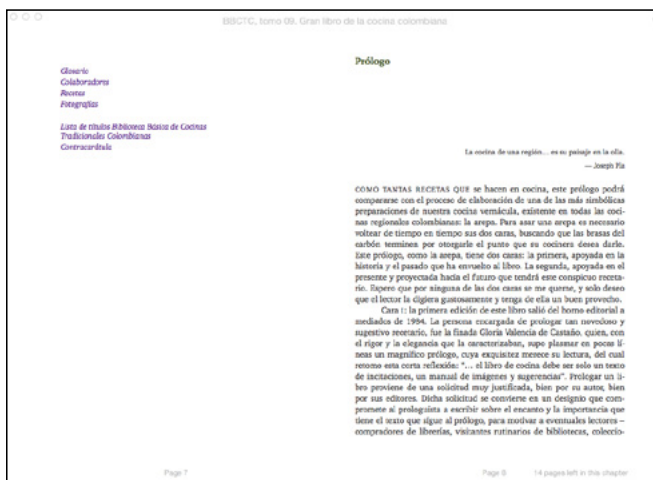 BBCTC, tomo 09. Gran libro de la cocina colombiana
Glosario
Colaboradores
Recetas
Fotografías
Lista de títulos Biblioteca Básica de Cocinas
Tradicionales Colombianas
Contracarátula
Page 7
Prólogo
La cocina de una región... es su paisaje en la olla.
— Joseph Pla
COMO TANTAS RECETAS QUE se hacen en cocina, este prólogo podrá
compararse con el proceso de elaboración de una de las más simbólicas
preparaciones de nuestra cocina vernácula, existente en todas las coci-
nas regionales colombianas: la arepa. Para asar una arepa es necesario
voltear de tiempo en tiempo sus dos caras, buscando que las brasas del
carbón terminen por otorgarle el punto que su cocinera desea darle.
Este prólogo, como la arepa, tiene dos caras: la primera, apoyada en la
historia y el pasado que ha envuelto al libro. La segunda, apoyada en el
presente y proyectada hacia el futuro que tendrá este conspicuo receta-
rio. Espero que por ninguna de las dos caras se me queme, y solo deseo
que el lector la digiera gustosamente y tenga de ella un buen provecho.
Cara 1: la primera edición de este libro salió del horno editorial a
mediados de 1984. La persona encargada de prologar tan novedoso y
sugestivo recetario, fue la finada Gloria Valencia de Castaño, quien, con
el rigor y la elegancia que la caracterizaban, supo plasmar en pocas lí-
neas un magnífico prólogo, cuya exquisitez merece su lectura, del cual
retomo esta corta reflexión: "... el libro de cocina debe ser solo un texto
de incitaciones, un manual de imágenes y sugerencias". Prologar un li-
bro proviene de una solicitud muy justificada, bien por su autor, bien
por sus editores. Dicha solicitud se convierte en un designio que com-
promete al prologuista a escribir sobre el encanto y la importancia que
tiene el texto que sigue al prólogo, para motivar a eventuales lectores –
compradores de librerías, visitantes rutinarios de bibliotecas, coleccio-
Page 8
14 pages left in this chapter